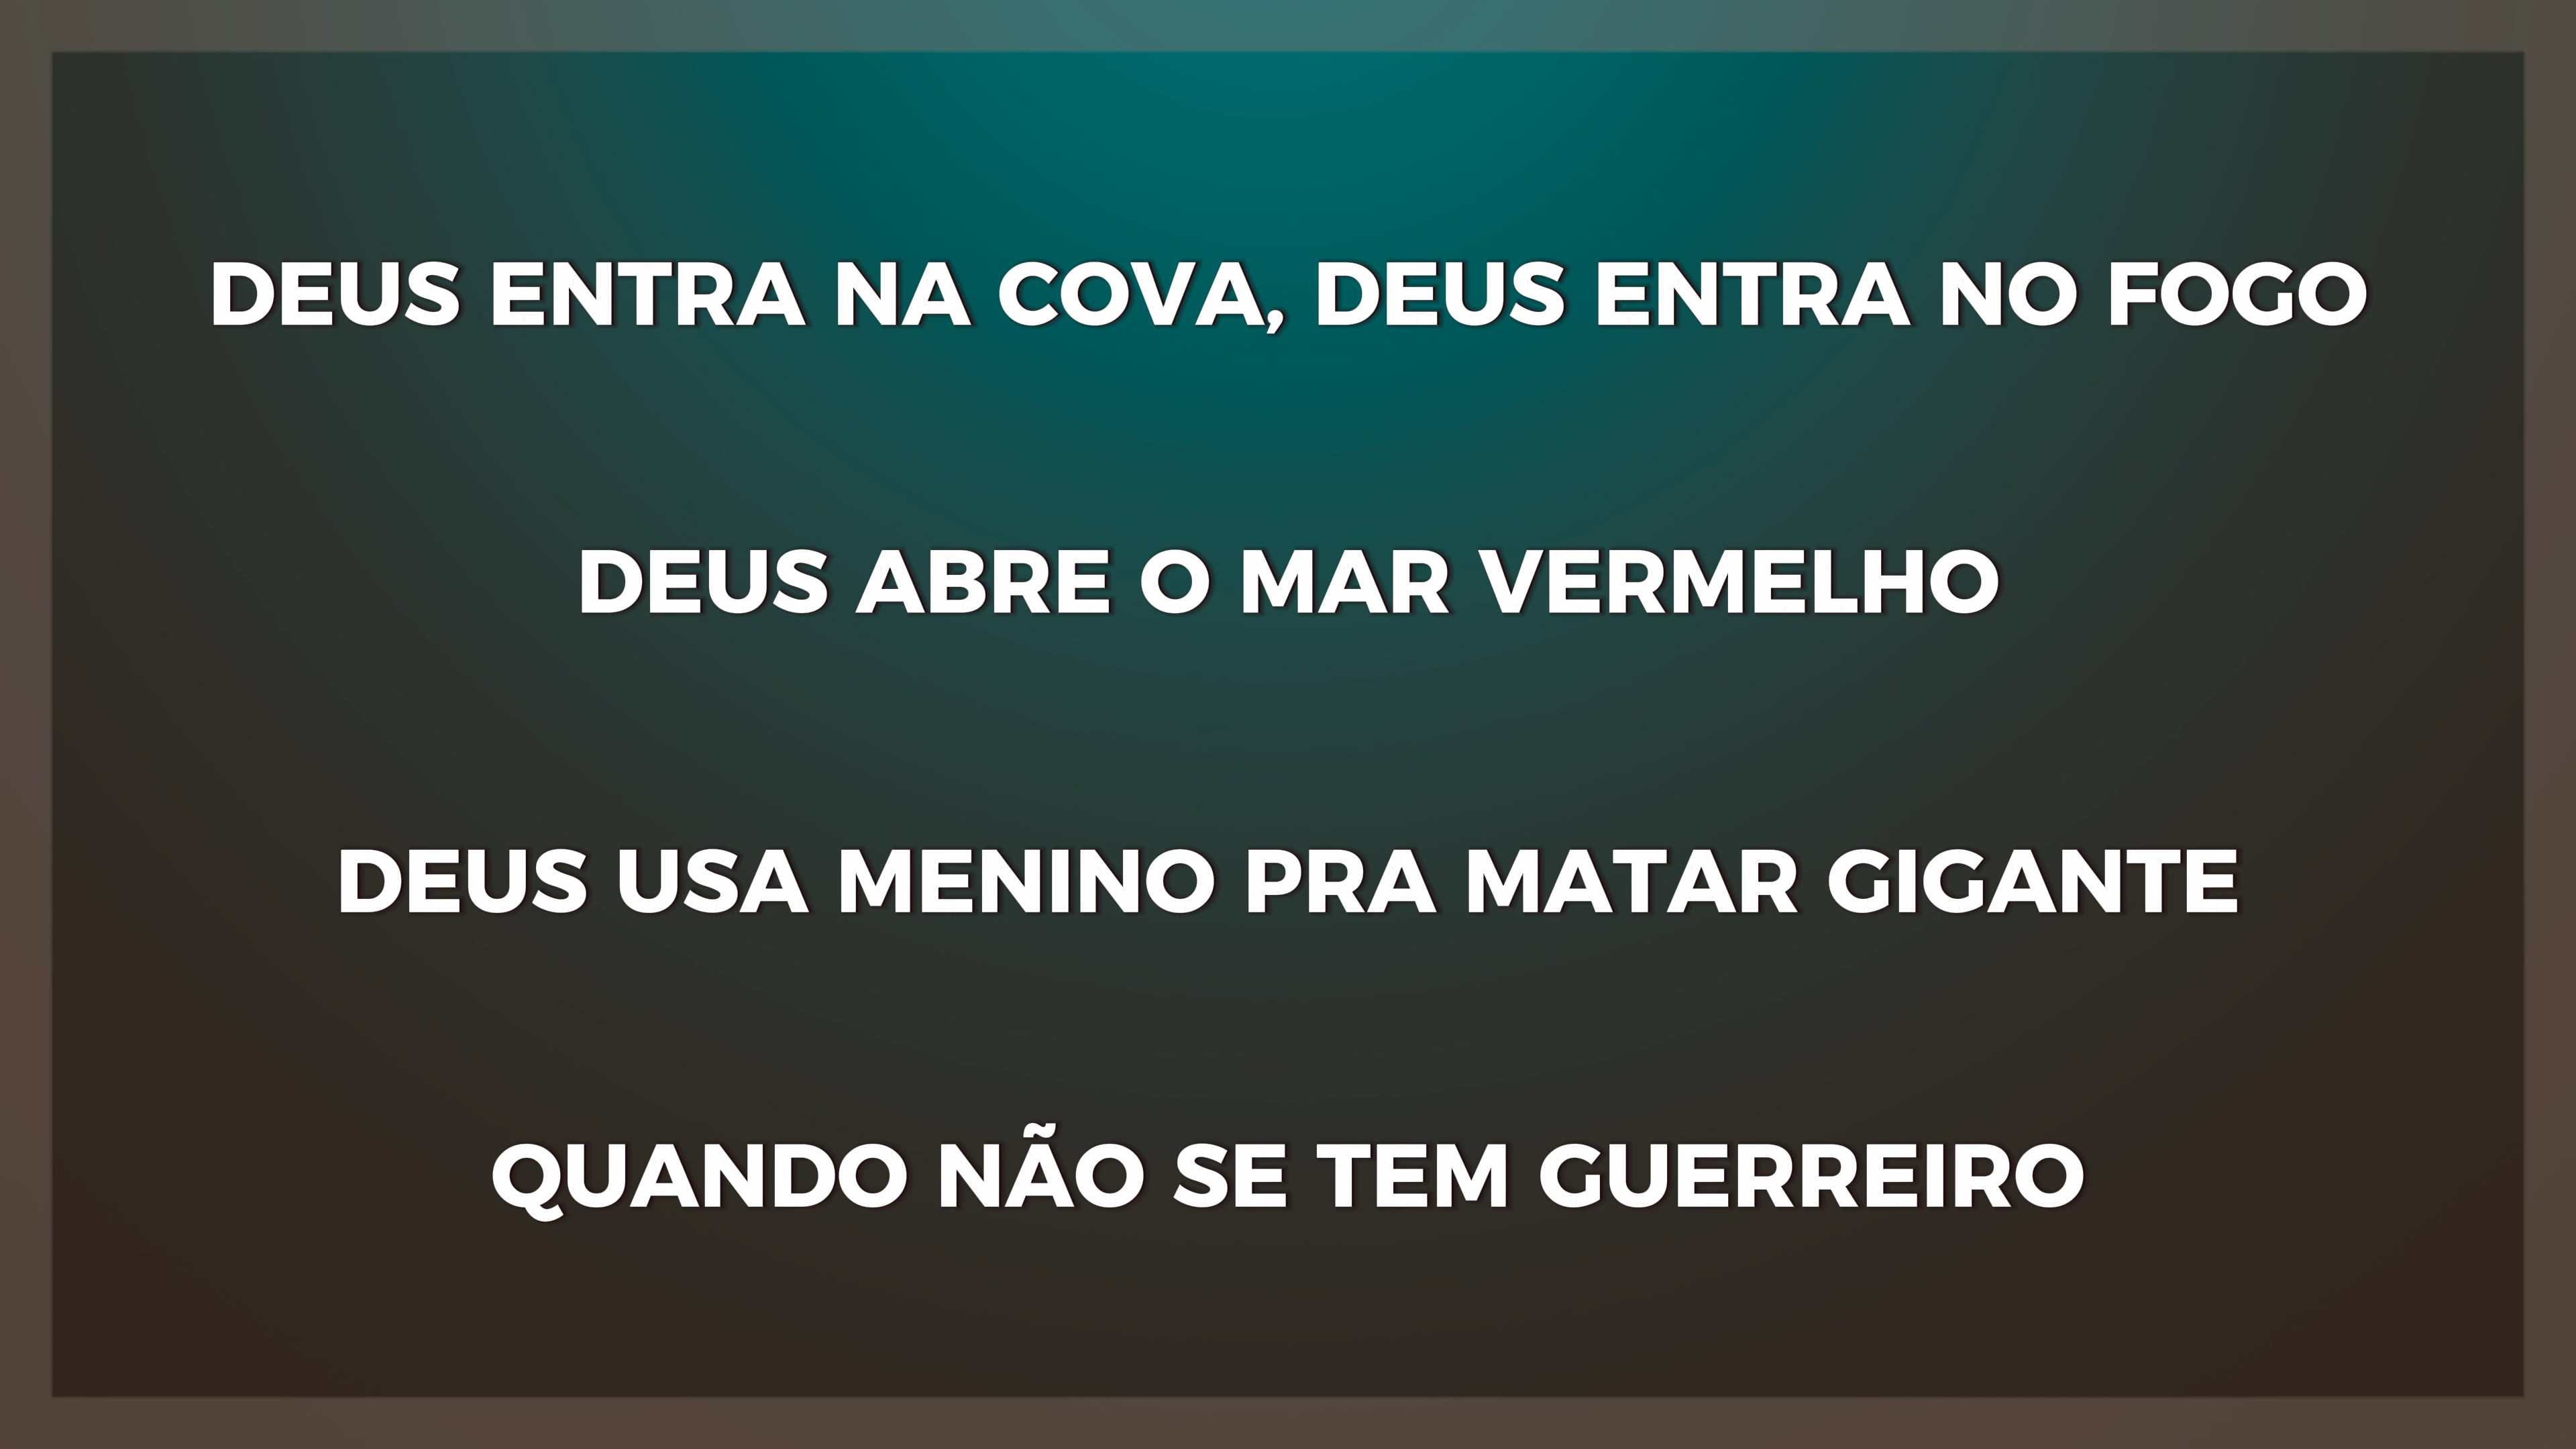 DEUS ENTRA NA COVA, DEUS ENTRA NO FOGO
DEUS ABRE O MAR VERMELHO
DEUS USA MENINO PRA MATAR GIGANTE
QUANDO NÃO SE TEM GUERREIRO